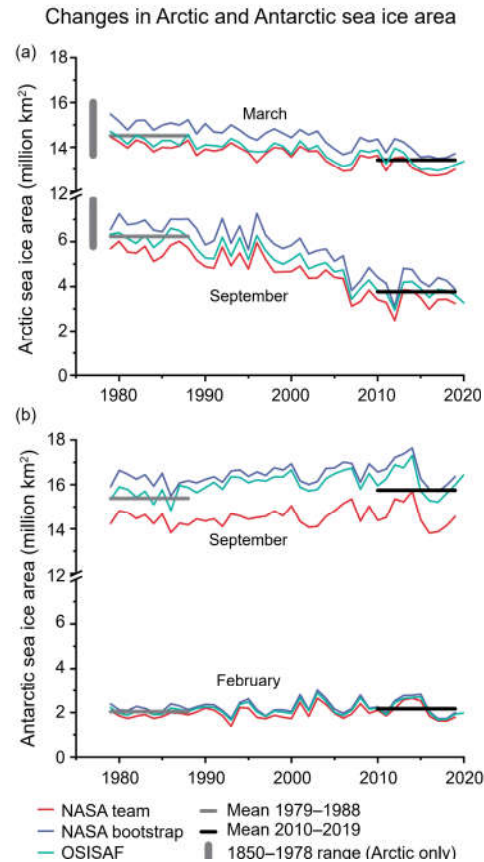 Changes in Arctic and Antarctic sea ice area
(a)
Arctic sea ice area (million km²)
16
14
12
6
4
2
0
March
September
1980 1990 2000 2010 2020
(b)
Antarctic sea ice area (million km²)
18
16
14
12
4
2
0
September
February
1980 1990 2000 2010 2020
NASA team
NASA bootstrap
OSISAF
Mean 1979–1988
Mean 2010–2019
1850–1978 range (Arctic only)